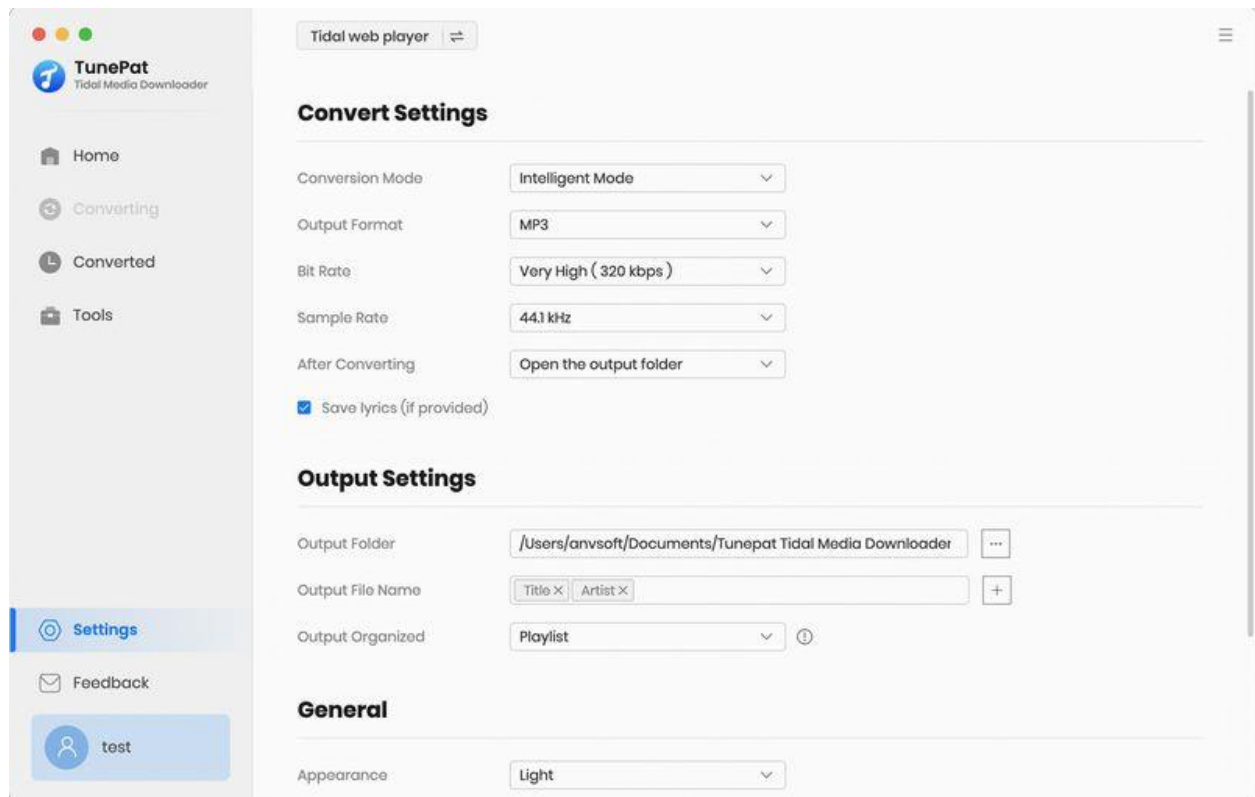 Tidal web player
TunePat
Tidal Media Downloader
Home
Converting
Converted
Tools
Settings
Feedback
test
Convert Settings
Conversion Mode Intelligent Mode
Output Format MP3
Bit Rate Very High ( 320 kbps )
Sample Rate 44.1 kHz
After Converting Open the output folder
Save lyrics (if provided)
Output Settings
Output Folder /Users/anvsoft/Documents/Tunepat Tidal Media Downloader ...
Output File Name Title × Artist × +
Output Organized Playlist
General
Appearance Light